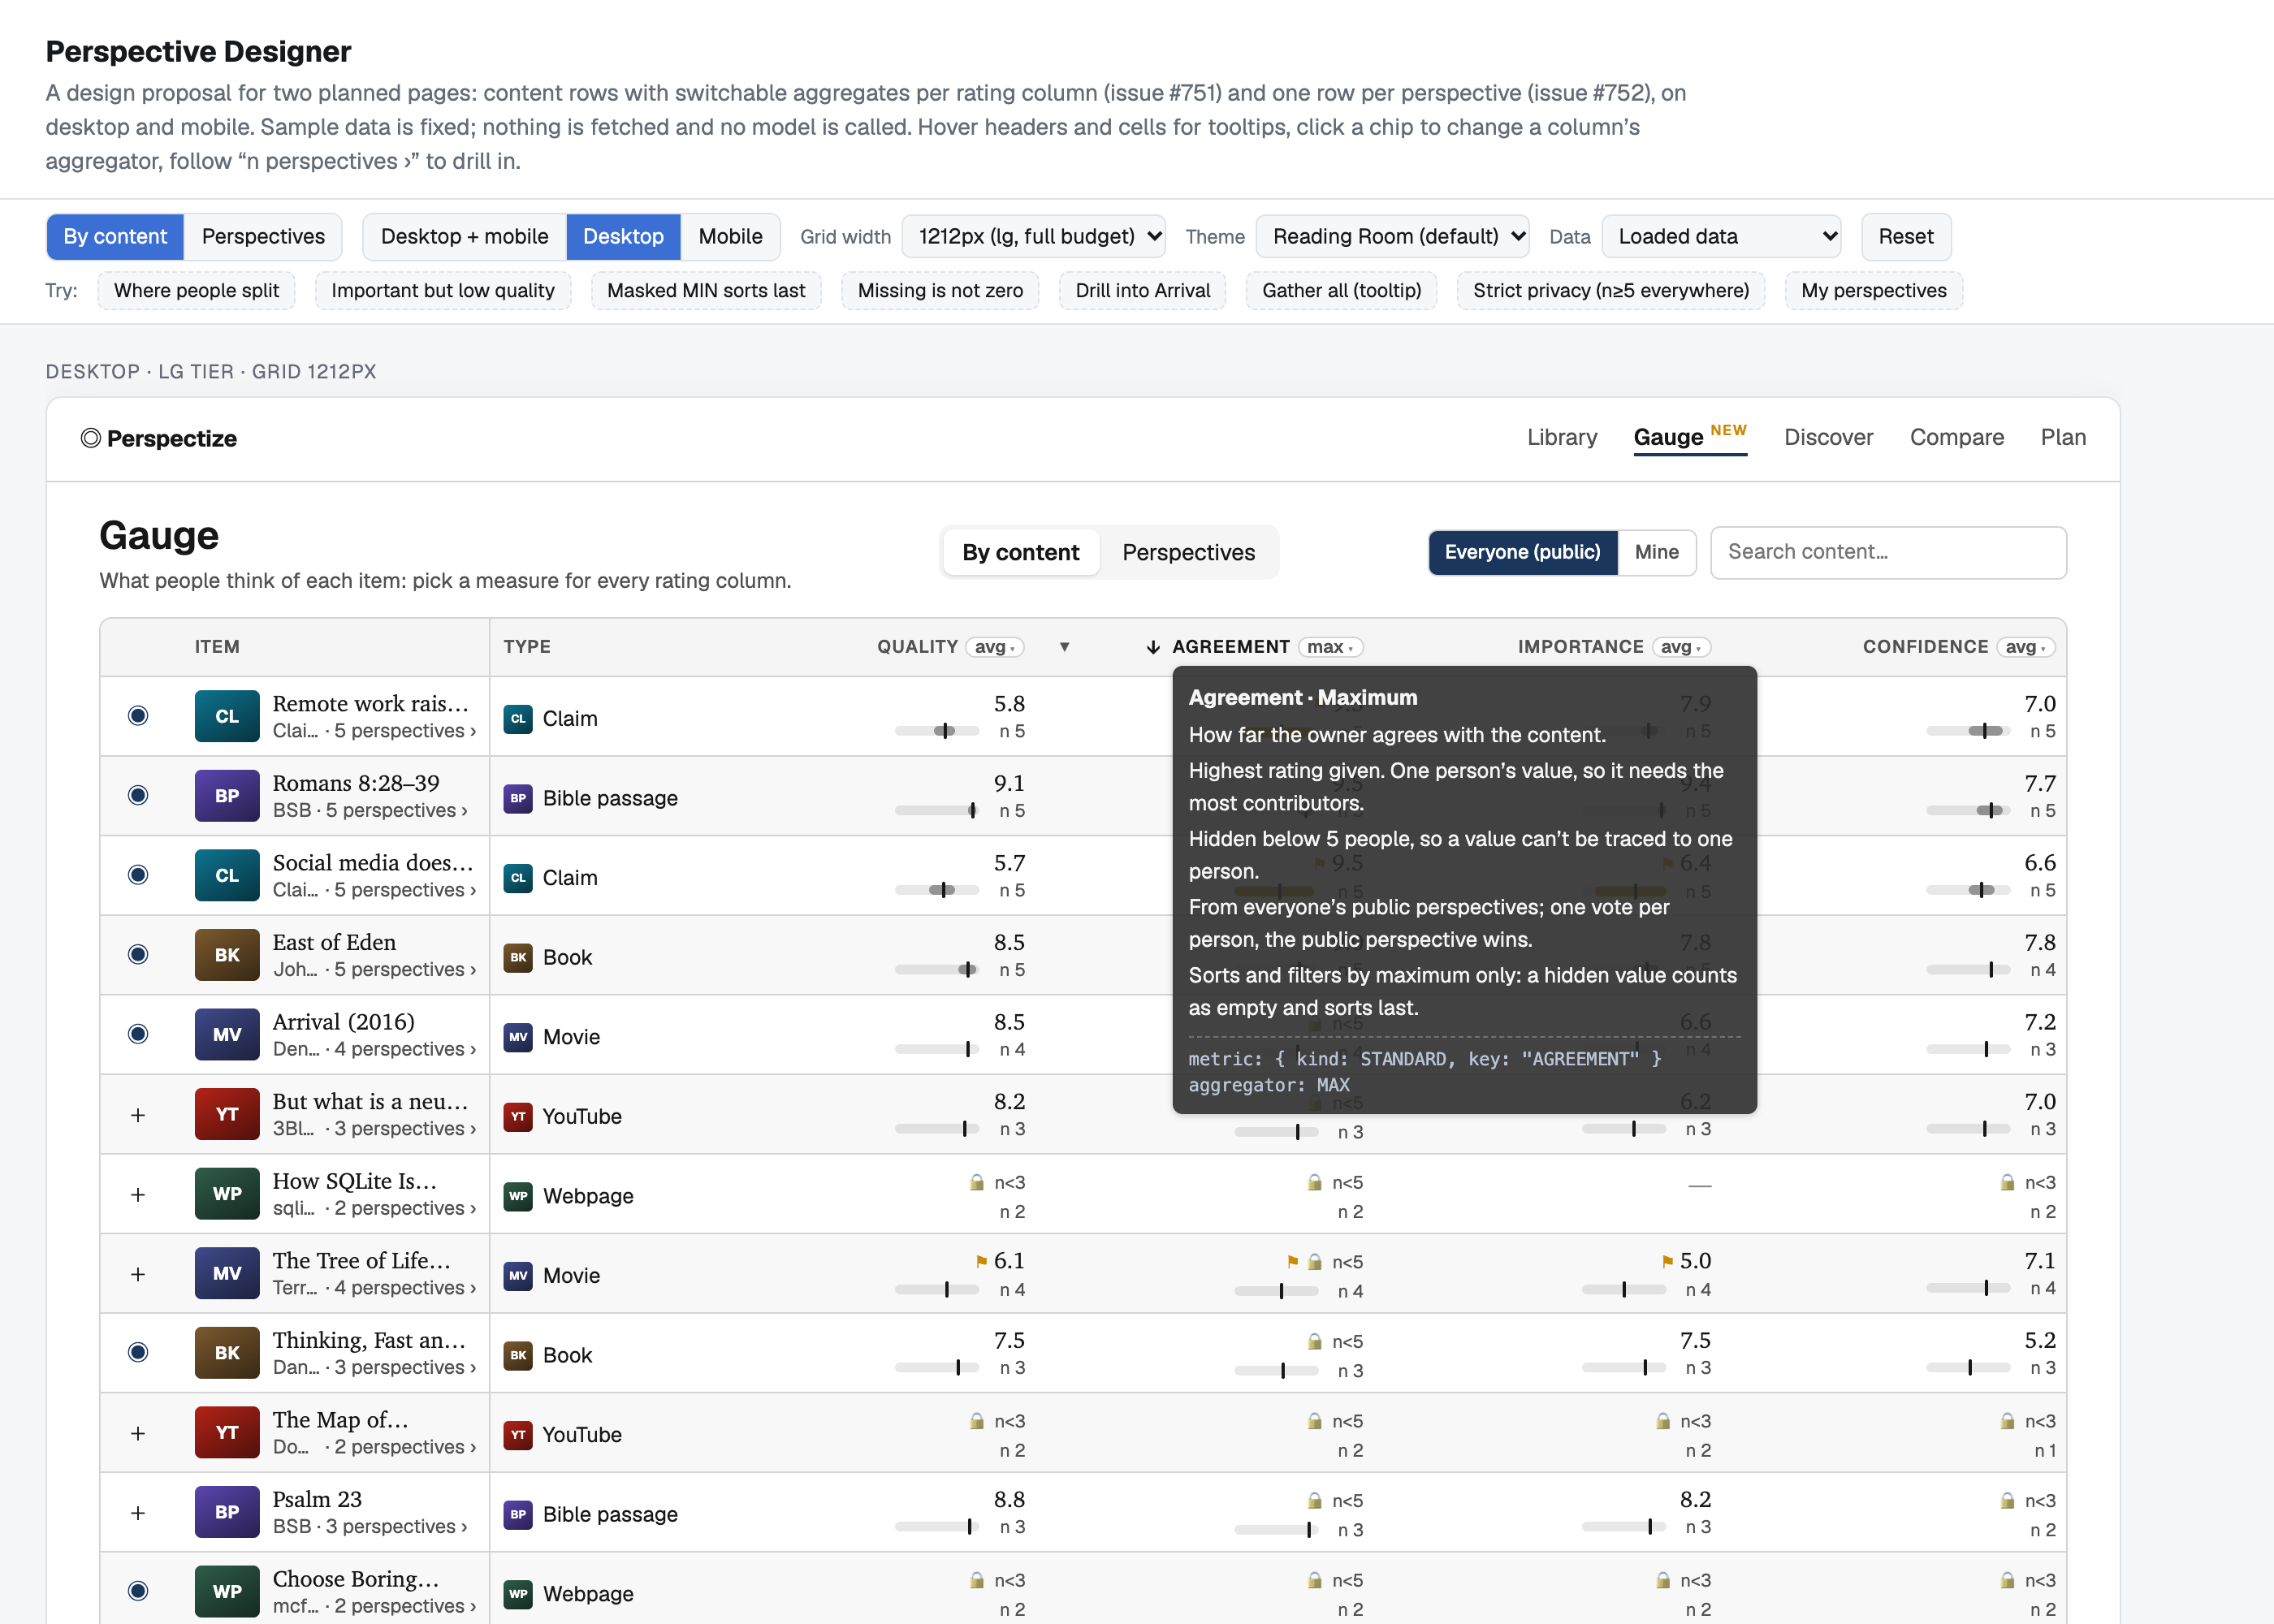 Perspective Designer
A design proposal for two planned pages: content rows with switchable aggregates per rating column (issue #751) and one row per perspective (issue #752), on
desktop and mobile. Sample data is fixed; nothing is fetched and no model is called. Hover headers and cells for tooltips, click a chip to change a column’s
aggregator, follow “n perspectives ›” to drill in.
By content Perspectives Desktop + mobile Desktop Mobile Grid width 1212px (lg, full budget) Theme Reading Room (default) Data Loaded data Reset
Try: Where people split Important but low quality Masked MIN sorts last Missing is not zero Drill into Arrival Gather all (tooltip) Strict privacy (n≥5 everywhere) My perspectives
DESKTOP · LG TIER · GRID 1212PX
Perspectize Library Gauge NEW Discover Compare Plan
Gauge
What people think of each item: pick a measure for every rating column.
By content Perspectives Everyone (public) Mine Search content…
ITEM TYPE QUALITY avg ▾ ▼ ↓ AGREEMENT max ▾ IMPORTANCE avg ▾ CONFIDENCE avg ▾
CL Remote work rais… CL Claim 5.8 7.9 7.0
Clai… · 5 perspectives › n 5 n 5 n 5
BP Romans 8:28–39 BP Bible passage 9.1 9.5 9.4 7.7
BSB · 5 perspectives › n 5 n 5 n 5 n 5
CL Social media does… CL Claim 5.7 9.5 6.4 6.6
Clai… · 5 perspectives › n 5 n 5 n 5 n 5
BK East of Eden BK Book 8.5 7.8 7.8
Joh… · 5 perspectives › n 5 n 4
MV Arrival (2016) MV Movie 8.5 n<5 6.6 7.2
Den… · 4 perspectives › n 4 n 4 n 3
YT But what is a neu… YT YouTube 8.2 n<5 6.2 7.0
3Bl… · 3 perspectives › n 3 n 3 n 3 n 3
Agreement · Maximum
How far the owner agrees with the content.
Highest rating given. One person’s value, so it needs the
most contributors.
Hidden below 5 people, so a value can’t be traced to one
person.
From everyone’s public perspectives; one vote per
person, the public perspective wins.
Sorts and filters by maximum only: a hidden value counts
as empty and sorts last.
metric: { kind: STANDARD, key: "AGREEMENT" }
aggregator: MAX
WP How SQLite Is… WP Webpage n<3 n<5 — n<3
sqli… · 2 perspectives › n 2 n 2 n 2
MV The Tree of Life… MV Movie 6.1 n<5 5.0 7.1
Terr… · 4 perspectives › n 4 n 4 n 4 n 4
BK Thinking, Fast an… BK Book 7.5 n<5 7.5 5.2
Dan… · 3 perspectives › n 3 n 3 n 3 n 3
YT The Map of… YT YouTube n<3 n<5 n<3 n<3
Do… · 2 perspectives › n 2 n 2 n 2 n 1
BP Psalm 23 BP Bible passage 8.8 n<5 8.2 n<3
BSB · 3 perspectives › n 3 n 3 n 3 n 2
WP Choose Boring… WP Webpage n<3 n<5 n<3 n<3
mcf… · 2 perspectives › n 2 n 2 n 2 n 2